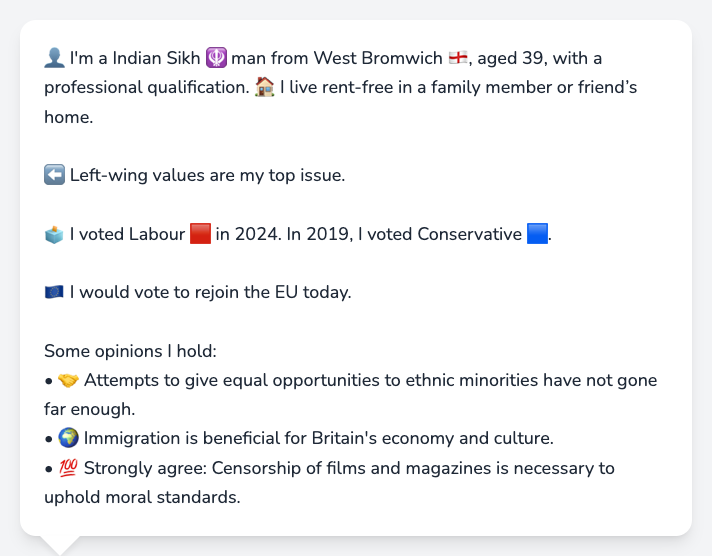 👤 I'm a Indian Sikh 🪯 man from West Bromwich 🏴󠁧󠁢󠁥󠁮󠁧󠁿, aged 39, with a
professional qualification. 🏠 I live rent-free in a family member or friend’s
home.
⬅️ Left-wing values are my top issue.
🗳️ I voted Labour 🟥 in 2024. In 2019, I voted Conservative 🟦.
🇪🇺 I would vote to rejoin the EU today.
Some opinions I hold:
• 🤝 Attempts to give equal opportunities to ethnic minorities have not gone
far enough.
• 🌍 Immigration is beneficial for Britain's economy and culture.
• 💯 Strongly agree: Censorship of films and magazines is necessary to
uphold moral standards.